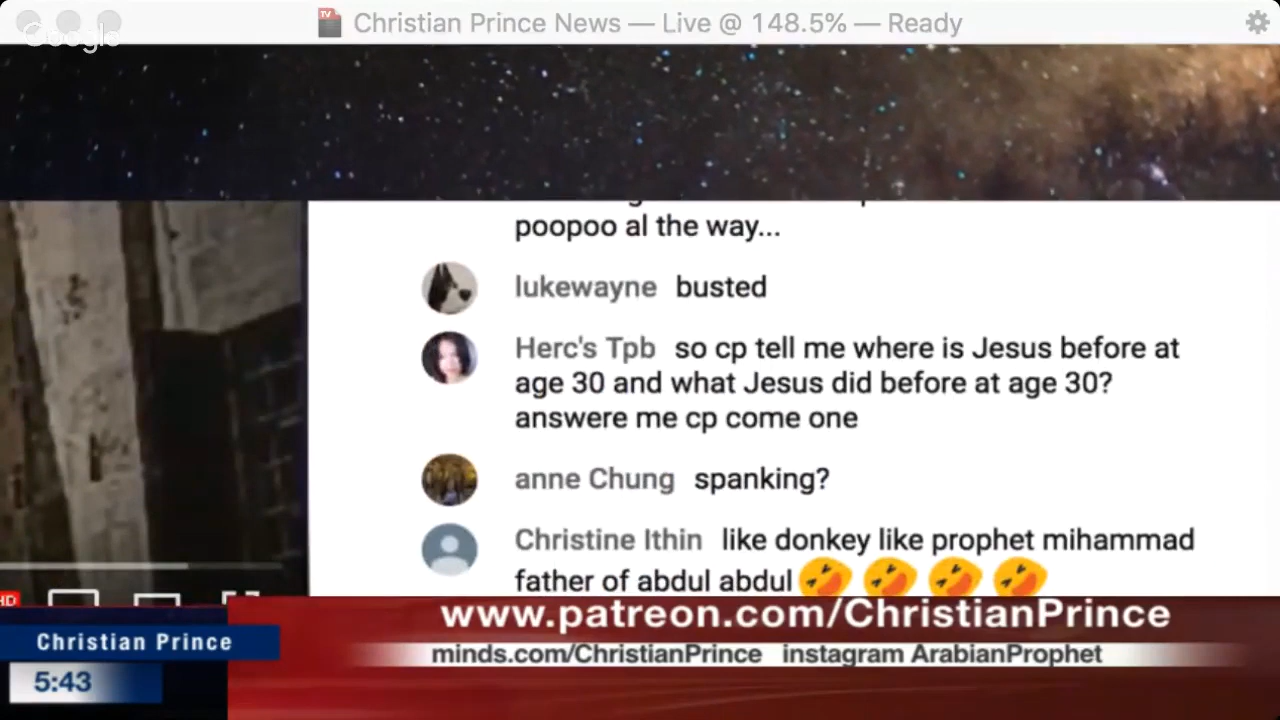 Google
TV
Christian Prince News — Live @ 148.5% — Ready
poopoo al the way...
lukewayne busted
Herc's Tpb so cp tell me where is Jesus before at
age 30 and what Jesus did before at age 30?
answere me cp come one
anne Chung spanking?
Christine Ithin like donkey like prophet mihammad
father of abdul abdul 🤣🤣🤣🤣
HD
www.patreon.com/ChristianPrince
Christian Prince
minds.com/ChristianPrince instagram ArabianProphet
5:43